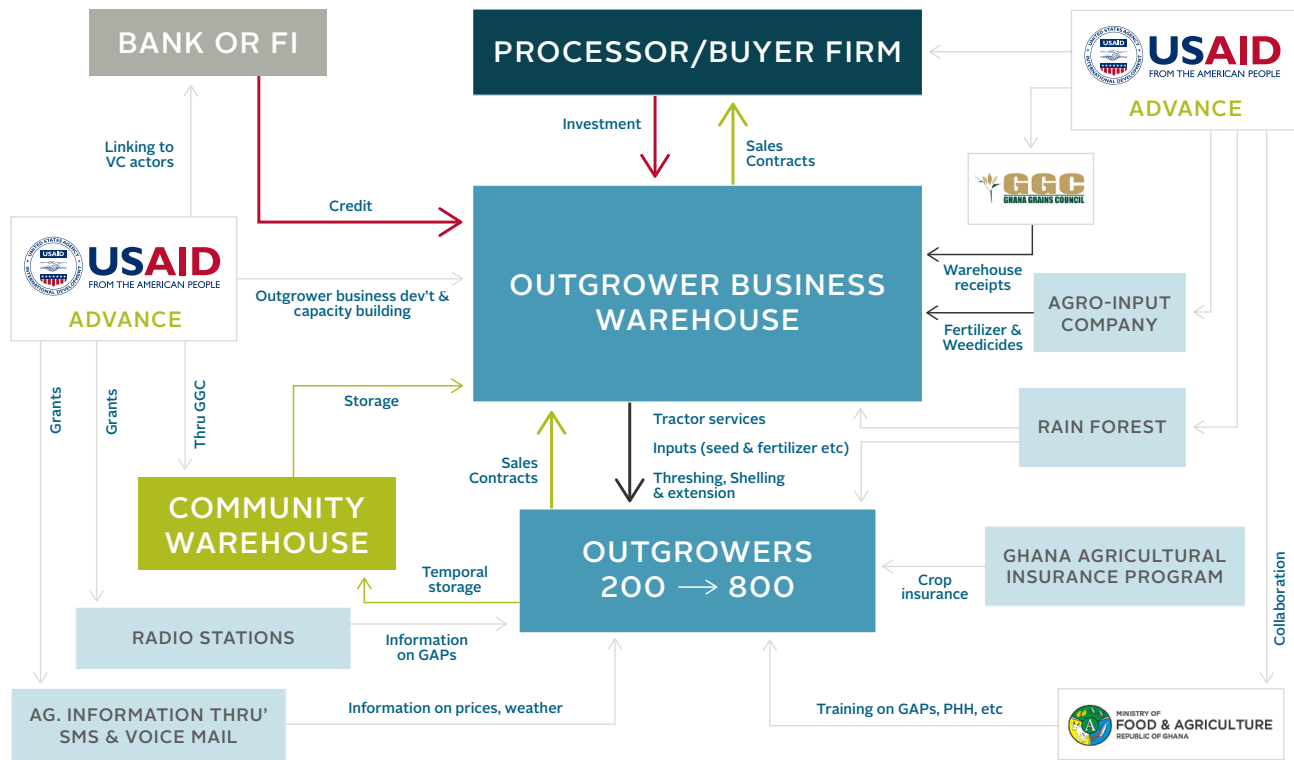 BANK OR FI
PROCESSOR/BUYER FIRM
USAID
FROM THE AMERICAN PEOPLE
ADVANCE
Linking to
VC actors
Investment
Sales
Contracts
GGC
GHANA GRAINS COUNCIL
Credit
USAID
FROM THE AMERICAN PEOPLE
ADVANCE
Outgrower business dev't &
capacity building
OUTGROWER BUSINESS
WAREHOUSE
Warehouse
receipts
AGRO-INPUT
COMPANY
Fertilizer &
Weedicides
Grants
Grants
Thru GGC
Storage
Sales
Contracts
Tractor services
Inputs (seed & fertilizer etc)
Threshing, Shelling
& extension
RAIN FOREST
COMMUNITY
WAREHOUSE
OUTGROWERS
200 → 800
Temporal
storage
Crop
insurance
GHANA AGRICULTURAL
INSURANCE PROGRAM
Collaboration
RADIO STATIONS
Information
on GAPs
AG. INFORMATION THRU'
SMS & VOICE MAIL
Information on prices, weather
Training on GAPs, PHH, etc
MINISTRY OF
FOOD & AGRICULTURE
REPUBLIC OF GHANA